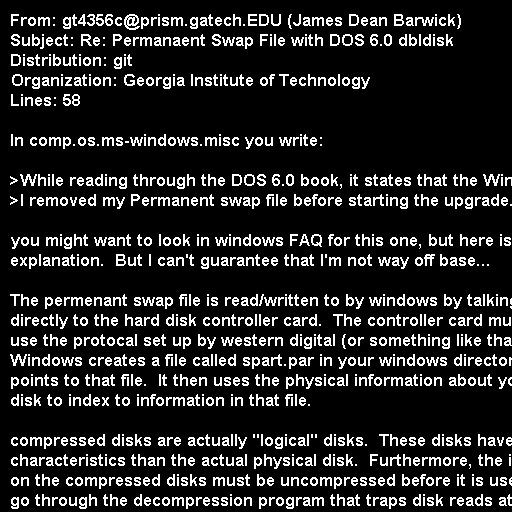 From: gt4356c@prism.gatech.EDU (James Dean Barwick)
Subject: Re: Permanaent Swap File with DOS 6.0 dbldisk
Distribution: git
Organization: Georgia Institute of Technology
Lines: 58

In comp.os.ms-windows.misc you write:

>While reading through the DOS 6.0 book, it states that the Win
>I removed my Permanent swap file before starting the upgrade.

you might want to look in windows FAQ for this one, but here is
explanation.  But I can't guarantee that I'm not way off base...

The permenant swap file is read/written to by windows by talking
directly to the hard disk controller card.  The controller card mu
use the protocal set up by western digital (or something like tha
Windows creates a file called spart.par in your windows director
points to that file.  It then uses the physical information about yo
disk to index to information in that file.

compressed disks are actually "logical" disks.  These disks have
characteristics than the actual physical disk.  Furthermore, the i
on the compressed disks must be uncompressed before it is use
go through the decompression program that traps disk reads at